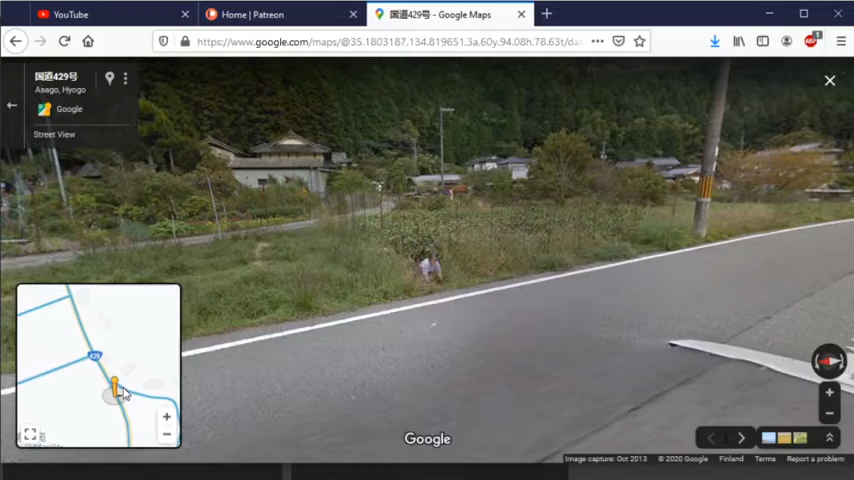 YouTube
Home | Patreon
国道429号 - Google Maps
https://www.google.com/maps/@35.1803187,134.819651,3a,60y,94.08h,78.63t/dat
国道429号
Asago, Hyogo
Google
Street View
429
Google
Image capture: Oct 2013 © 2020 Google Finland Terms Report a problem